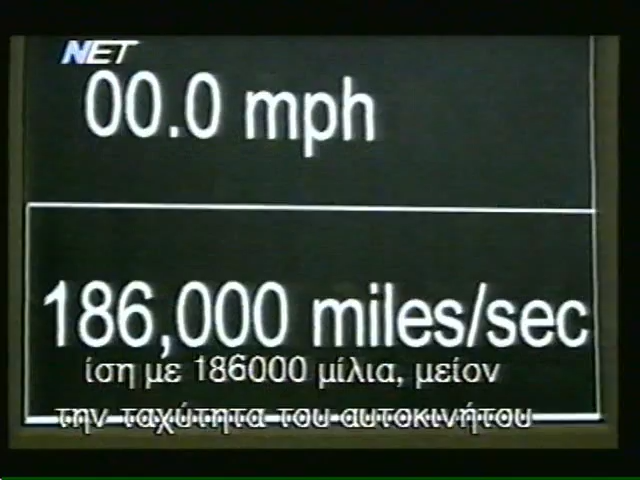 NET
00.0 mph
186,000 miles/sec
ίση με 186000 μίλια, μείον
την ταχύτητα του αυτοκινήτου